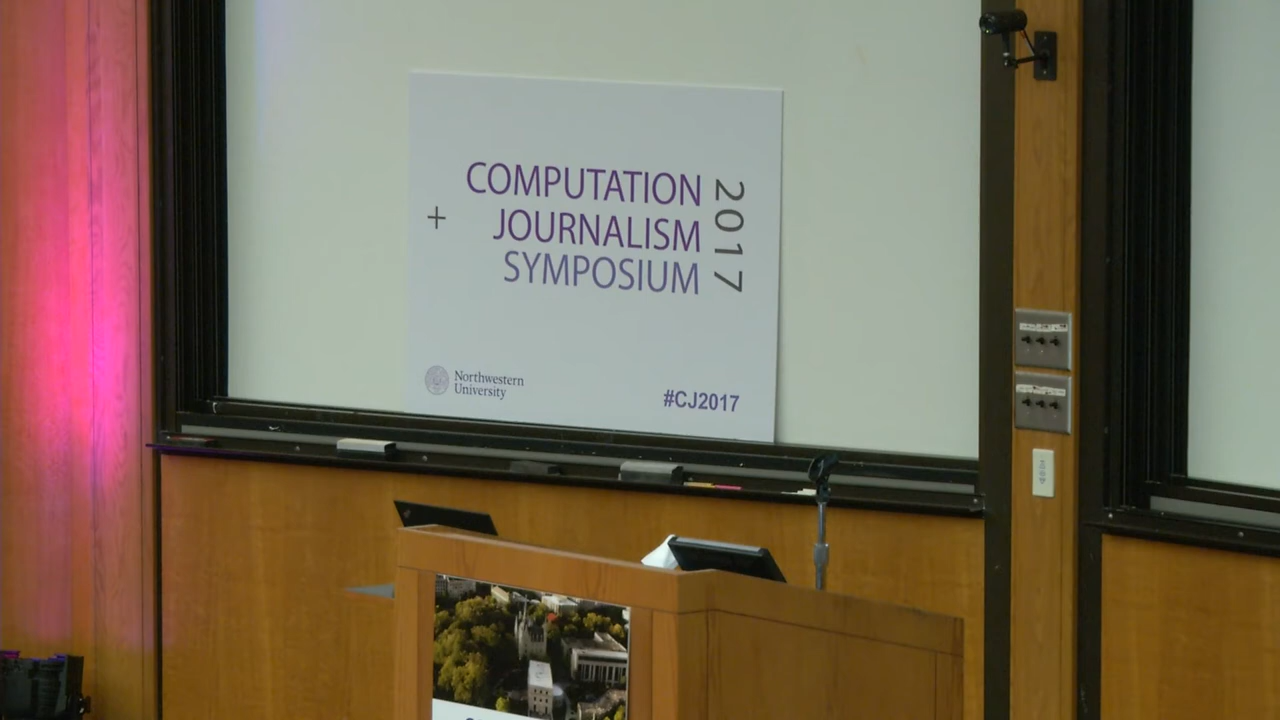 COMPUTATION
+ JOURNALISM
SYMPOSIUM
2017
Northwestern
University
#CJ2017